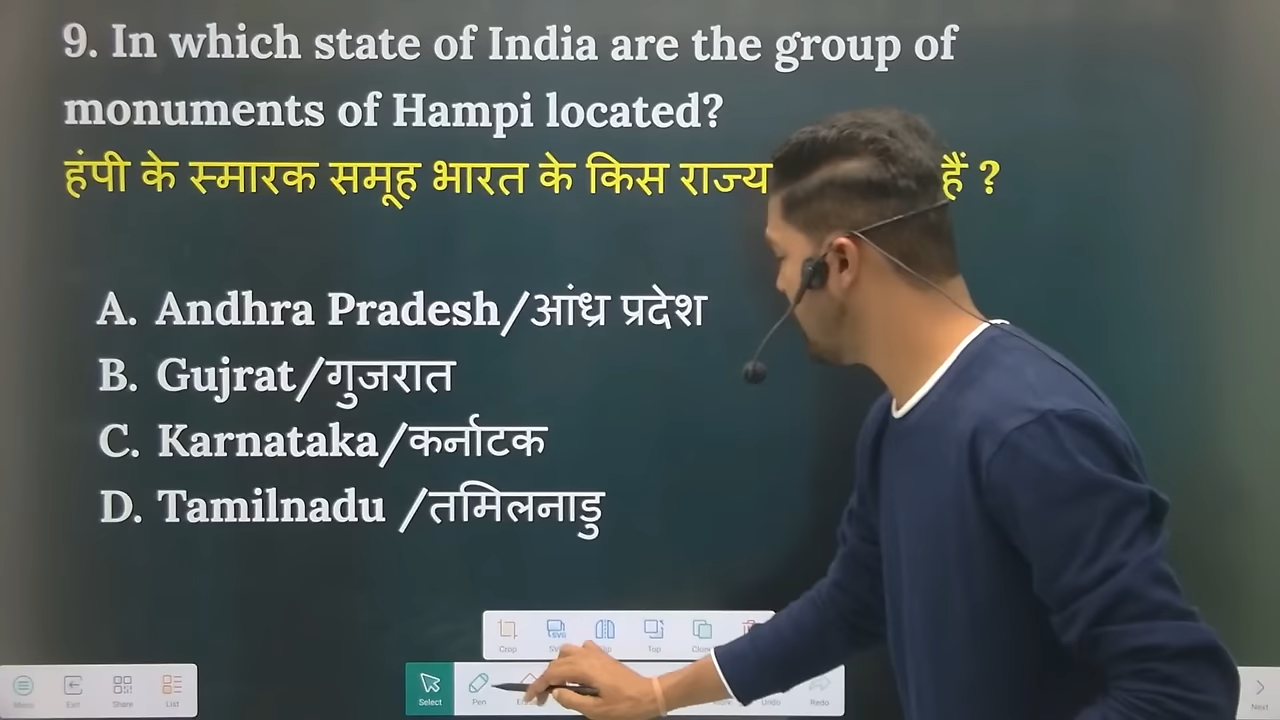 9. In which state of India are the group of
monuments of Hampi located?
हंपी के स्मारक समूह भारत के किस राज्य हैं ?
A. Andhra Pradesh/आंध्र प्रदेश
B. Gujrat/गुजरात
C. Karnataka/कर्नाटक
D. Tamilnadu /तमिलनाडु
Crop Top
Menu Exit Share List Select Pen Undo Redo Next